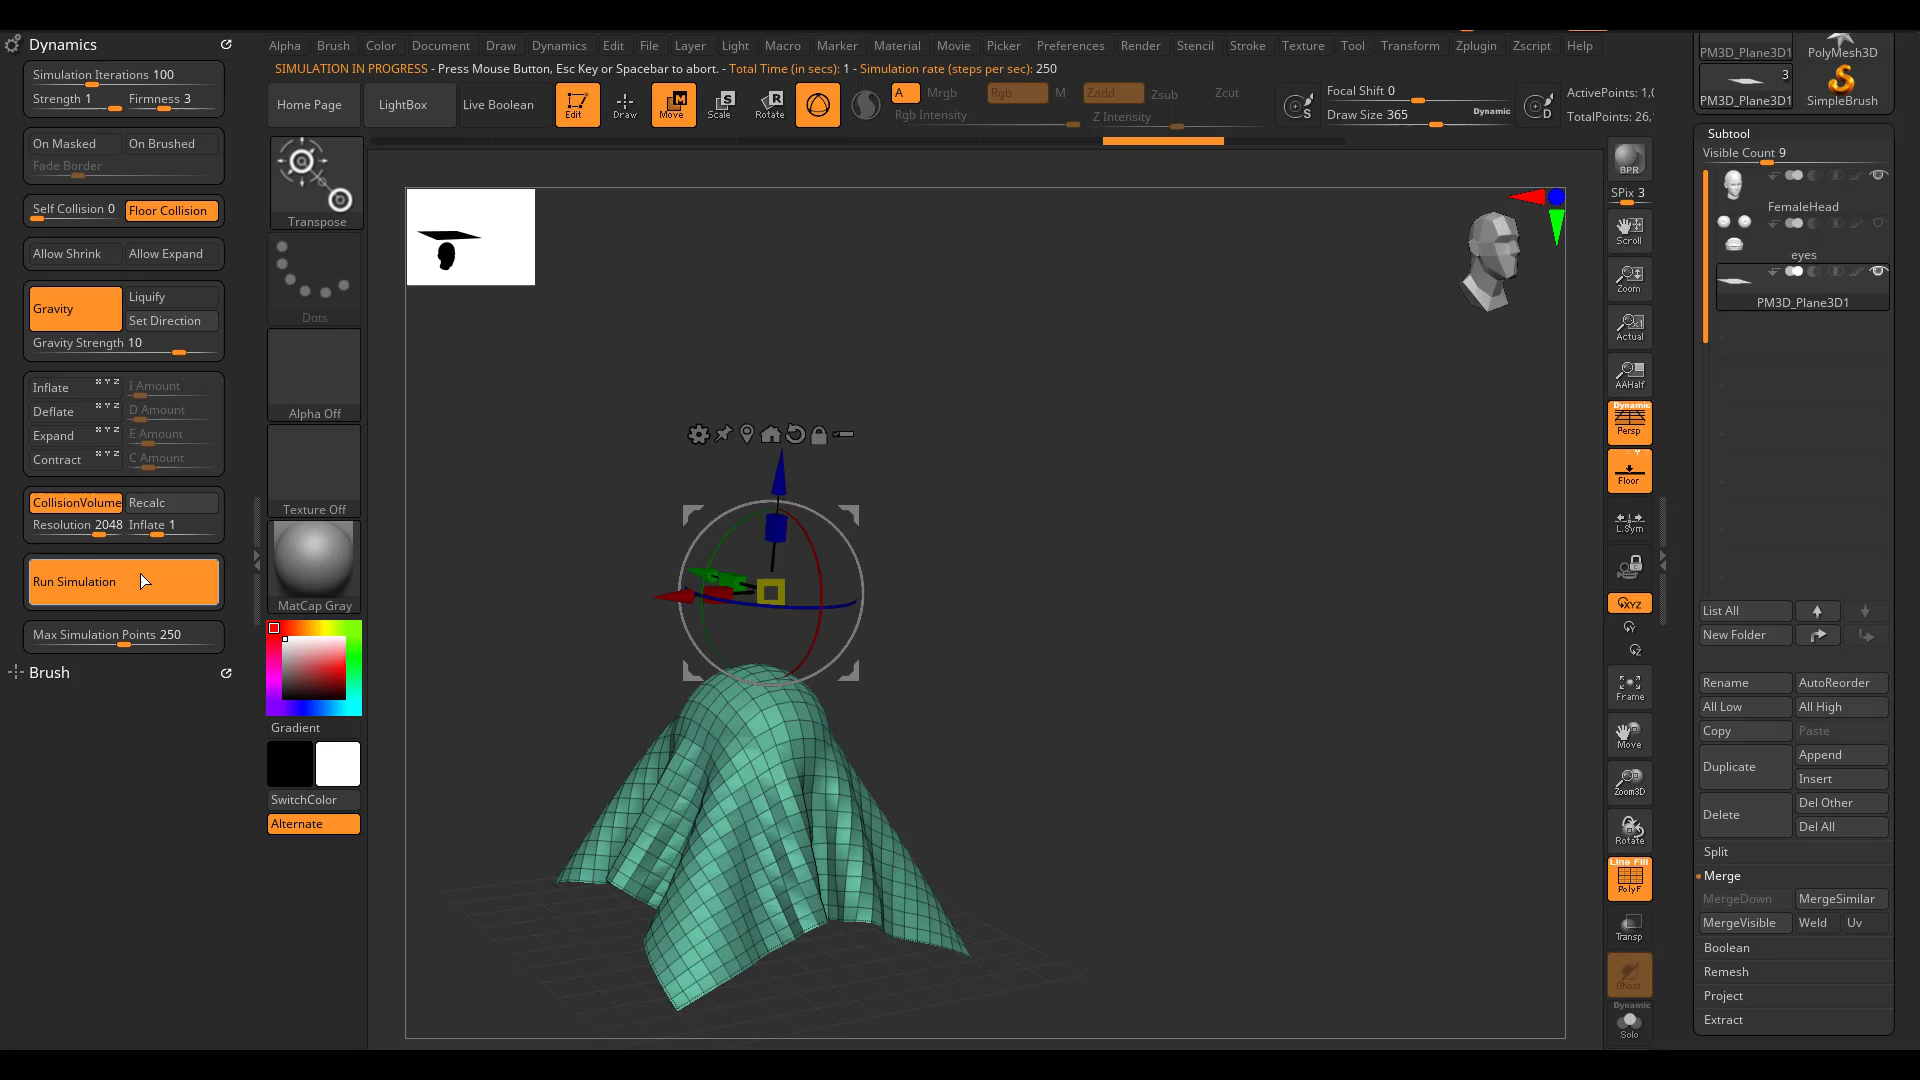 Dynamics
Simulation Iterations 100
Strength 1 Firmness 3
On Masked On Brushed
Fade Border
Self Collision 0 Floor Collision
Allow Shrink Allow Expand
Gravity Liquify
Set Direction
Gravity Strength 10
Inflate X Y Z I Amount
Deflate X Y Z D Amount
Expand X Y Z E Amount
Contract X Y Z C Amount
CollisionVolume Recalc
Resolution 2048 Inflate 1
Run Simulation
Max Simulation Points 250
Brush
Alpha Brush Color Document Draw Dynamics Edit File Layer Light Macro Marker Material Movie Picker Preferences Render Stencil Stroke Texture Tool Transform Zplugin Zscript Help
SIMULATION IN PROGRESS - Press Mouse Button, Esc Key or Spacebar to abort. - Total Time (in secs): 1 - Simulation rate (steps per sec): 250
Home Page LightBox Live Boolean Edit Draw Move Scale Rotate
A Mrgb Rgb M Zadd Zsub Zcut
Rgb Intensity Z Intensity
S Focal Shift 0
Draw Size 365 Dynamic D
ActivePoints: 1,0
TotalPoints: 26,
Transpose
Dots
Alpha Off
Texture Off
MatCap Gray
Gradient
SwitchColor
Alternate
BPR
SPix 3
Scroll
Zoom
Actual
AAHalf
Dynamic
Persp
Floor
L.Sym
XYZ
Y
Z
Frame
Move
Zoom3D
Rotate
Line Fill
PolyF
Transp
Ghost
Dynamic
Solo
PM3D_Plane3D1 PolyMesh3D
3
PM3D_Plane3D1 SimpleBrush
Subtool
Visible Count 9
FemaleHead
eyes
PM3D_Plane3D1
List All
New Folder
Rename AutoReorder
All Low All High
Copy Paste
Duplicate Append
Insert
Delete Del Other
Del All
Split
Merge
MergeDown MergeSimilar
MergeVisible Weld Uv
Boolean
Remesh
Project
Extract